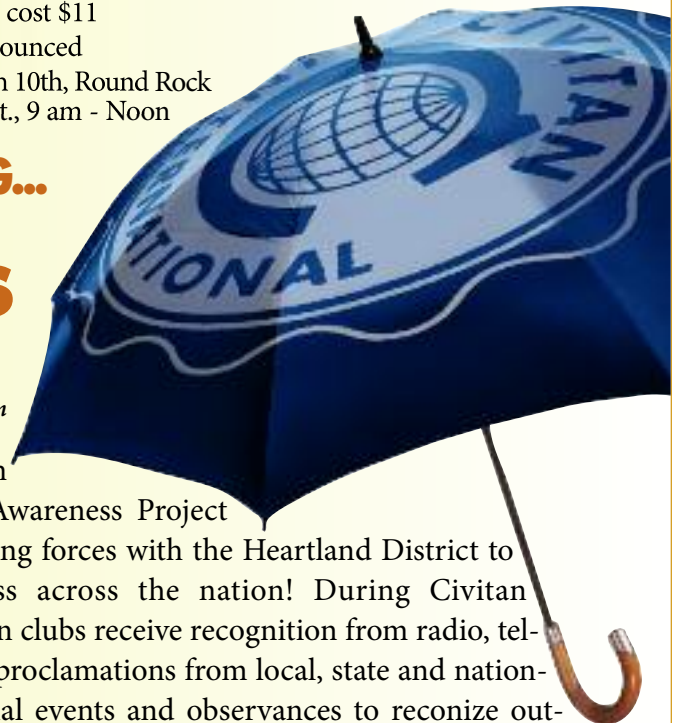 cost $11
ounced
n 10th, Round Rock
t., 9 am - Noon
G...
S
n
n
Awareness Project
ng forces with the Heartland District to
ss across the nation! During Civitan
n clubs receive recognition from radio, tel-
proclamations from local, state and nation-
al events and observances to reconize out-
CIVITAN
ERNATIONAL